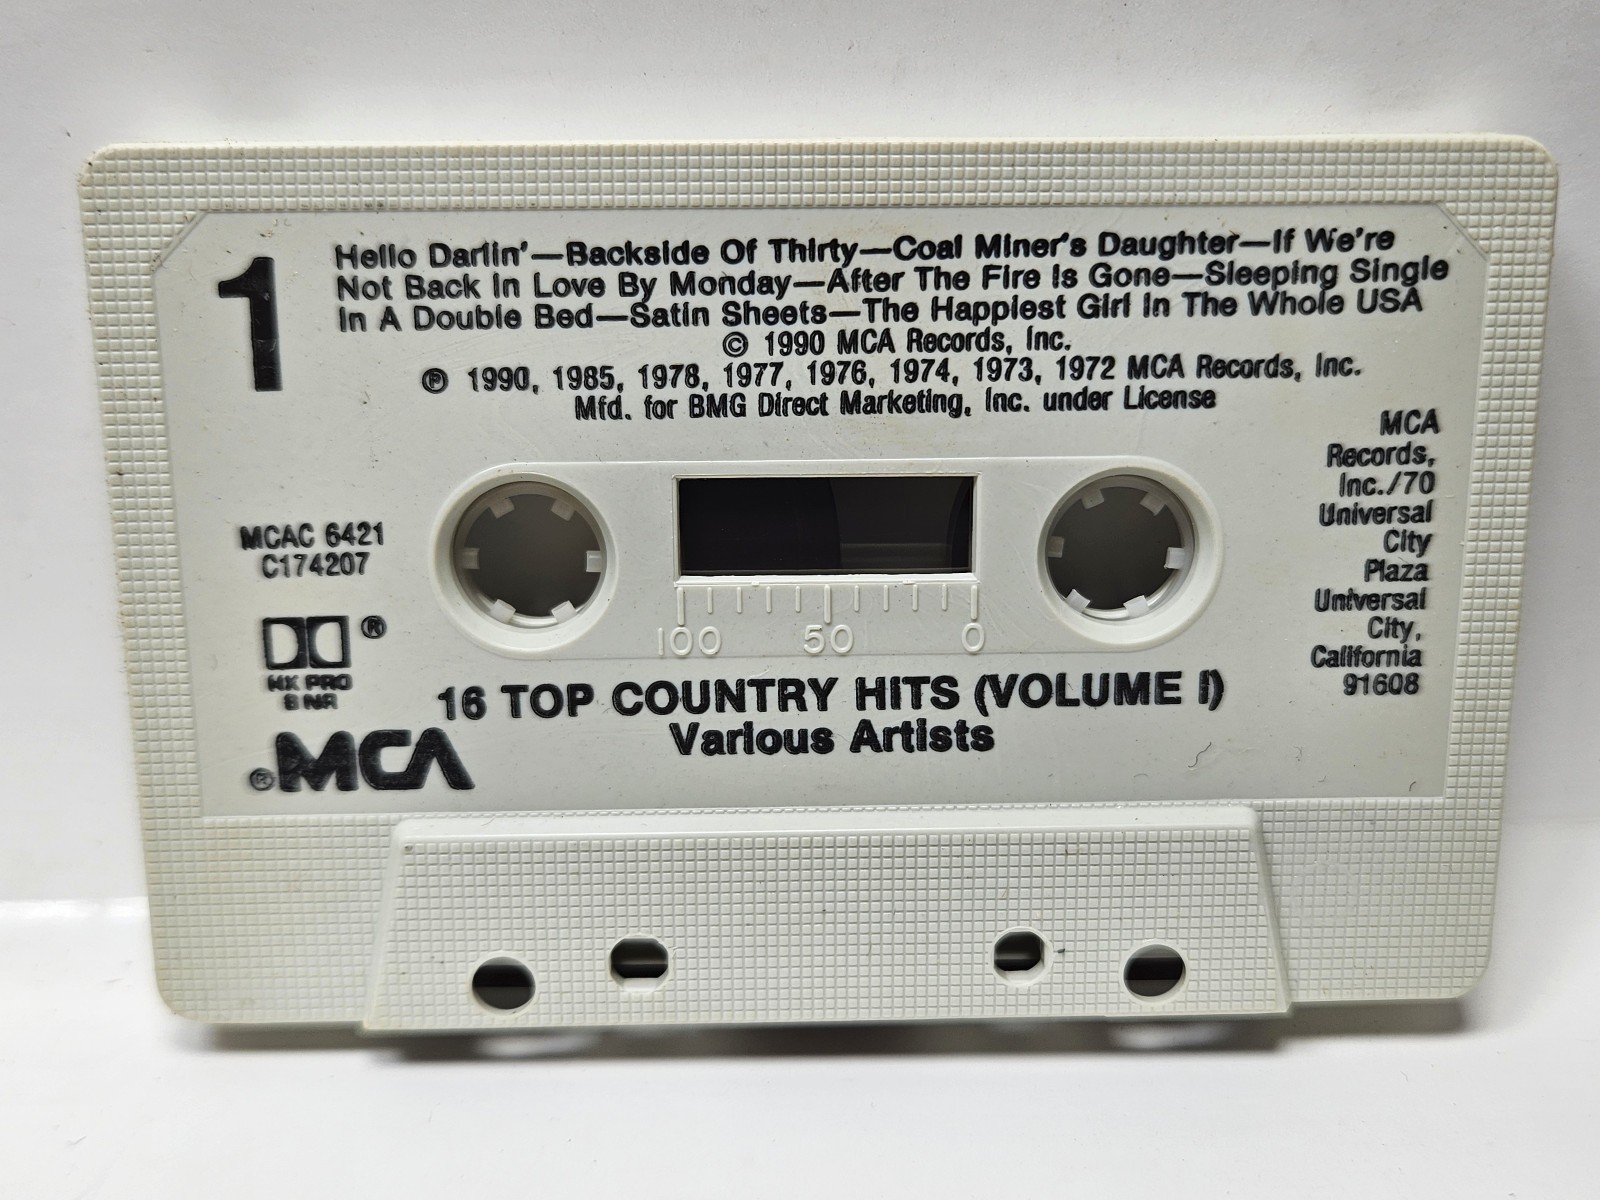 1
Hello Darlin'—Backside Of Thirty—Coal Miner's Daughter—If We're
Not Back In Love By Monday—After The Fire Is Gone—Sleeping Single
In A Double Bed—Satin Sheets—The Happiest Girl In The Whole USA
© 1990 MCA Records, Inc.
℗ 1990, 1985, 1978, 1977, 1976, 1974, 1973, 1972 MCA Records, Inc.
Mfd. for BMG Direct Marketing, Inc. under License
MCA
Records,
Inc./70
Universal
City
Plaza
Universal
City,
California
91608
MCAC 6421
C174207
®
HX PRO
B NR
100 50 0
16 TOP COUNTRY HITS (VOLUME I)
Various Artists
®MCA